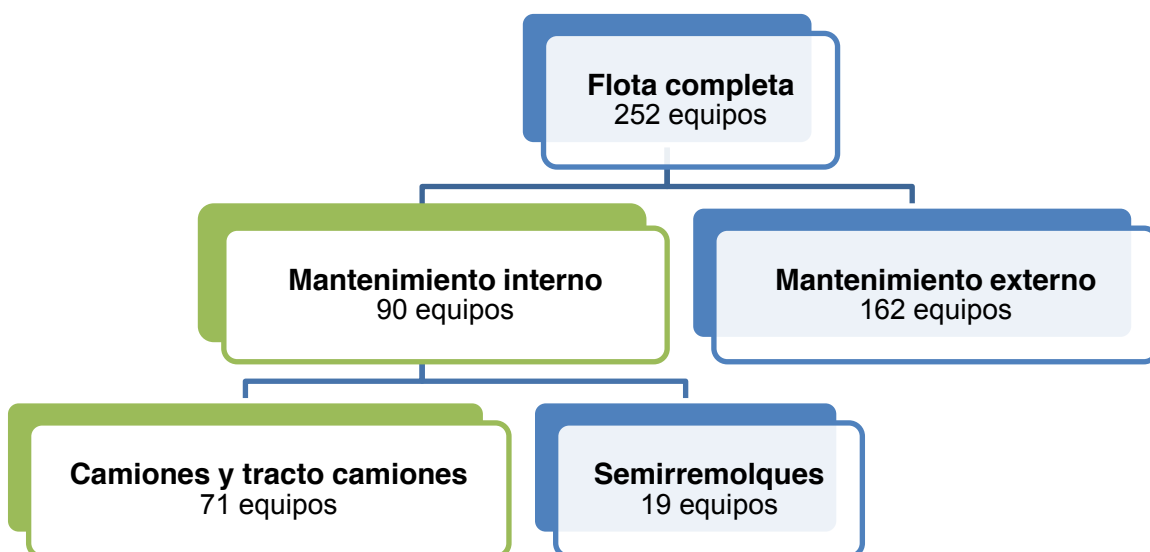 Flota completa
252 equipos
Mantenimiento interno
90 equipos
Mantenimiento externo
162 equipos
Camiones y tracto camiones
71 equipos
Semirremolques
19 equipos